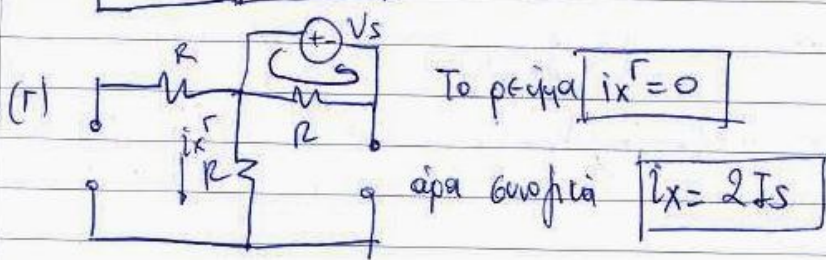 Vs
R
(Γ)
R
ix^Γ
R
Το ρεύμα ix^Γ = 0
άρα συνολικά ix = 2Is